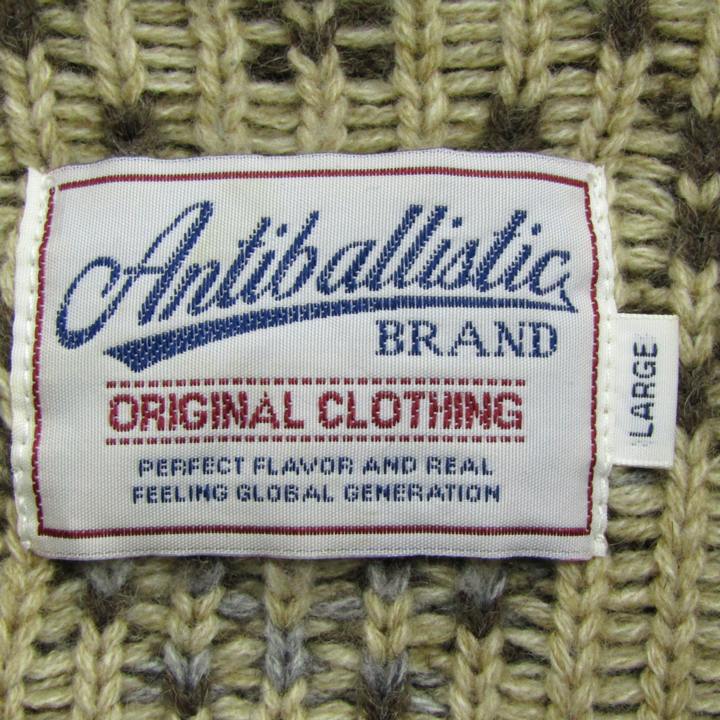 Antiballistic
BRAND
ORIGINAL CLOTHING
PERFECT FLAVOR AND REAL
FEELING GLOBAL GENERATION
LARGE